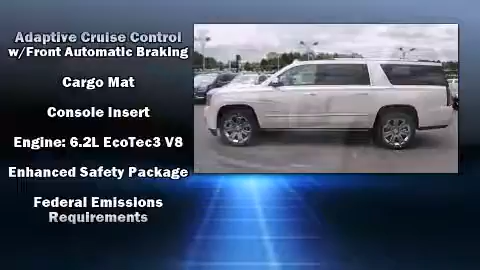 Adaptive Cruise Control
w/Front Automatic Braking
Cargo Mat
Console Insert
Engine: 6.2L EcoTec3 V8
Enhanced Safety Package
Federal Emissions
Requirements